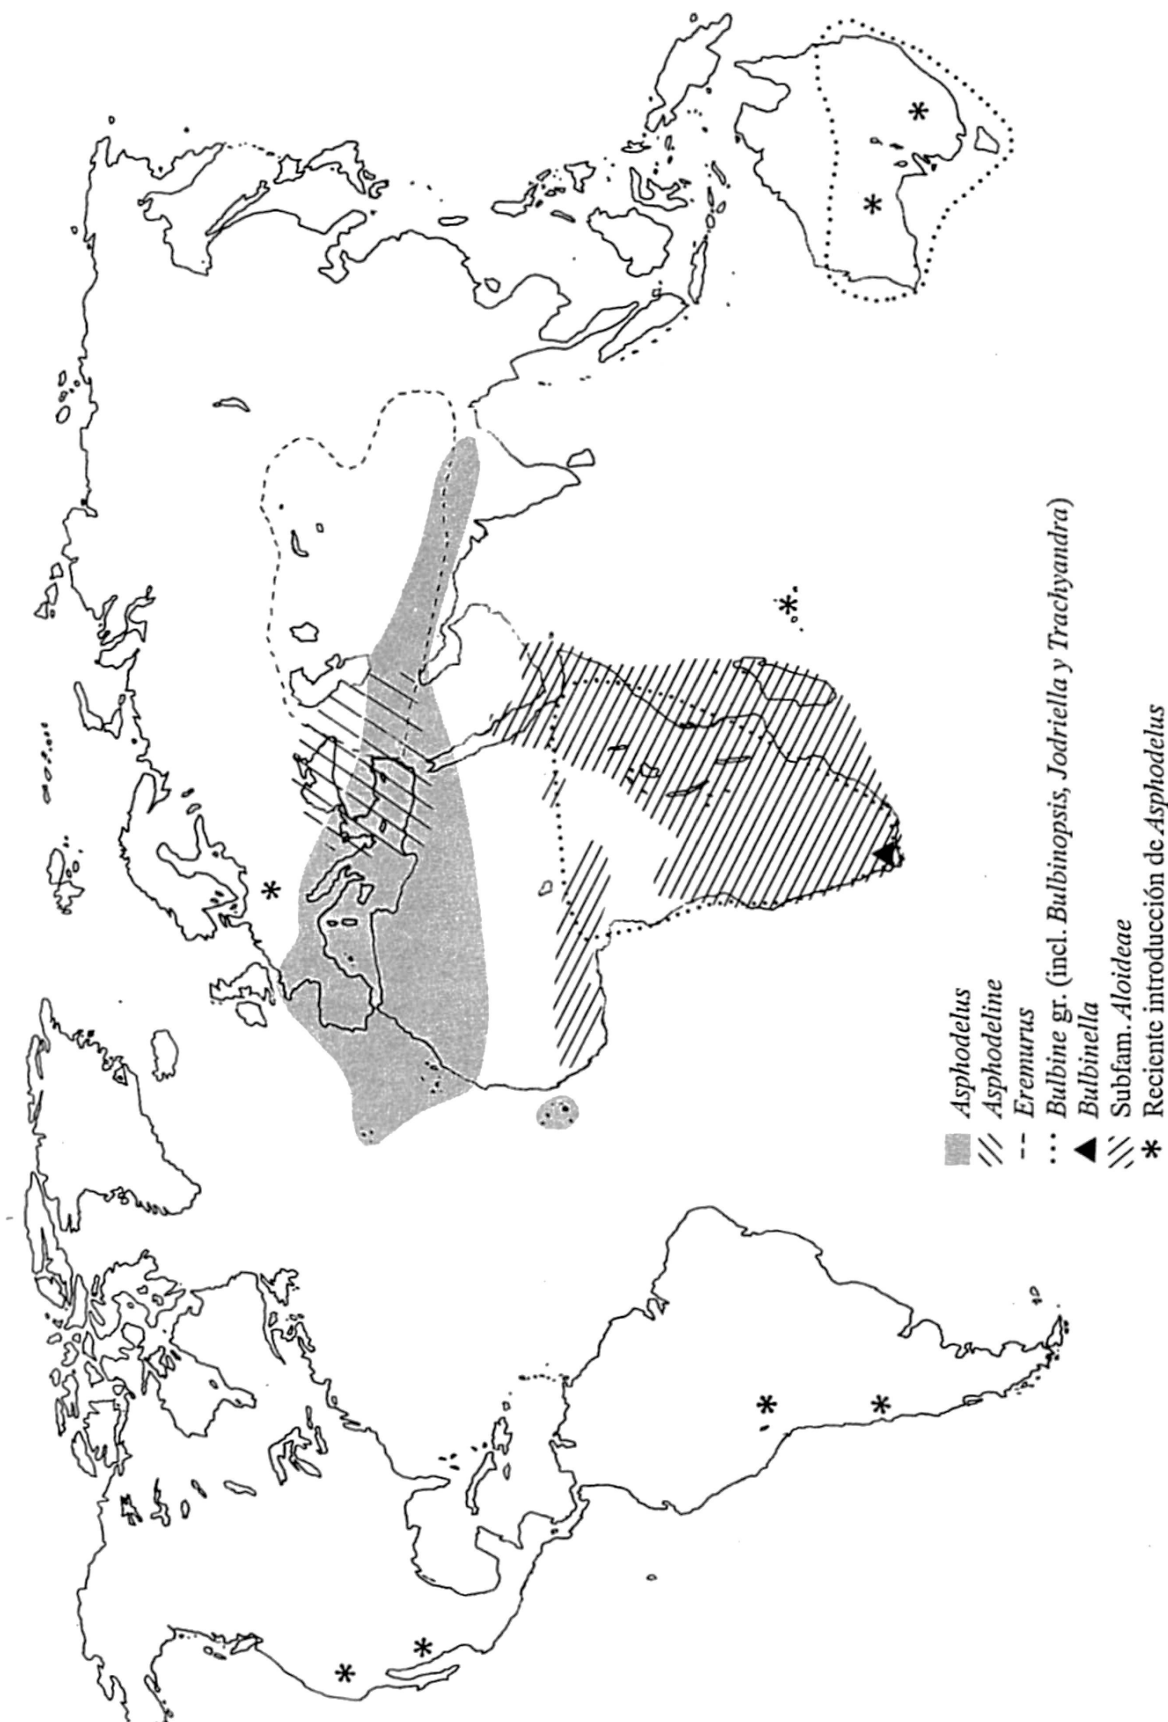 Asphodelus
Asphodeline
Eremurus
Bulbine gr. (incl. Bulbinopsis, Jodriella y Trachyandra)
Bulbinella
Subfam. Aloideae
Reciente introducción de Asphodelus